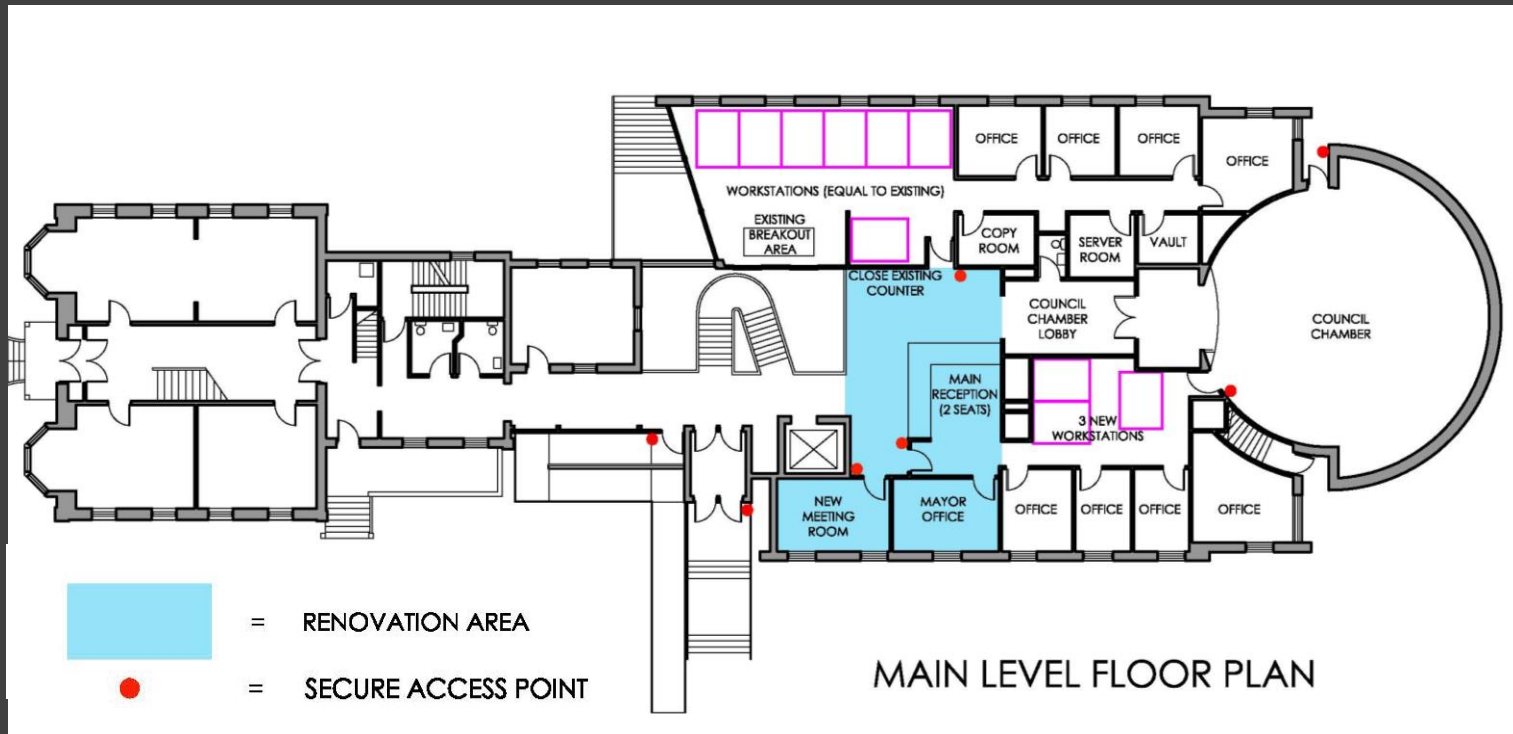 OFFICE
OFFICE
OFFICE
OFFICE
WORKSTATIONS (EQUAL TO EXISTING)
EXISTING
BREAKOUT
AREA
COPY
ROOM
SERVER
ROOM
VAULT
CLOSE EXISTING
COUNTER
COUNCIL
CHAMBER
LOBBY
COUNCIL
CHAMBER
MAIN
RECEPTION
(2 SEATS)
3 NEW
WORKSTATIONS
NEW
MEETING
ROOM
MAYOR
OFFICE
OFFICE
OFFICE
OFFICE
OFFICE
= RENOVATION AREA
= SECURE ACCESS POINT
MAIN LEVEL FLOOR PLAN